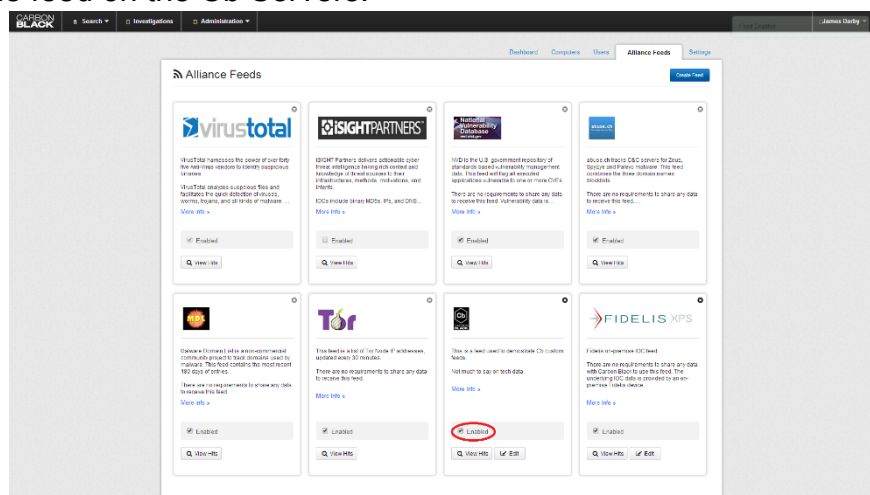 e feed on the Cb Servers.
CARBON BLACK Search Investigations Administration James Darby
Dashboard Computers Users Alliance Feeds Settings
Alliance Feeds
Create Feed
virustotal
VirusTotal harnesses the power of over forty
five Anti-Virus vendors to identify suspicious
binaries.
VirusTotal analyzes suspicious files and
facilitates the quick detection of viruses,
worms, trojans, and all kinds of malware ...
More info »
Enabled
View Hits
iSIGHTPARTNERS
iSIGHT Partners delivers actionable cyber
threat intelligence linking rich context and
knowledge of threat sources to their
infrastructures, methods, motivations, and
intents.
IOCs include binary MD5s, IPs, and DNS...
More info »
Enabled
View Hits
National
Vulnerability
Database
NVD is the U.S. government repository of
standards based vulnerability management
data. This feed will flag all executed
applications vulnerable to one or more CVEs.
There are no requirements to share any data
to receive this feed. Vulnerability data is...
More info »
Enabled
View Hits
abuse.ch
abuse.ch tracks C&C servers for Zeus,
SpyEye and Palevo malware. This feed
combines the three domain names
blocklists.
There are no requirements to share any data
to receive this feed....
More info »
Enabled
View Hits
MDL
Malware Domain List is a non-commercial
community project to track domains used by
malware. This feed contains the most recent
180 days of entries.
There are no requirements to share any data
to receive this feed
More info »
Enabled
View Hits
Tor
This feed is a list of Tor Node IP addresses,
updated every 30 minutes.
There are no requirements to share any data
to receive this feed.
More info »
Enabled
View Hits
Cb
This is a feed used to demonstrate Cb custom
feeds
Not much to say on tech data
More info »
Enabled
View Hits Edit
FIDELIS XPS
Fidelis on-premise IOC feed.
There are no requirements to share any data
with Carbon Black to use this feed. The
underlying IOC data is provided by an on-
premise Fidelis device.
More info »
Enabled
View Hits Edit